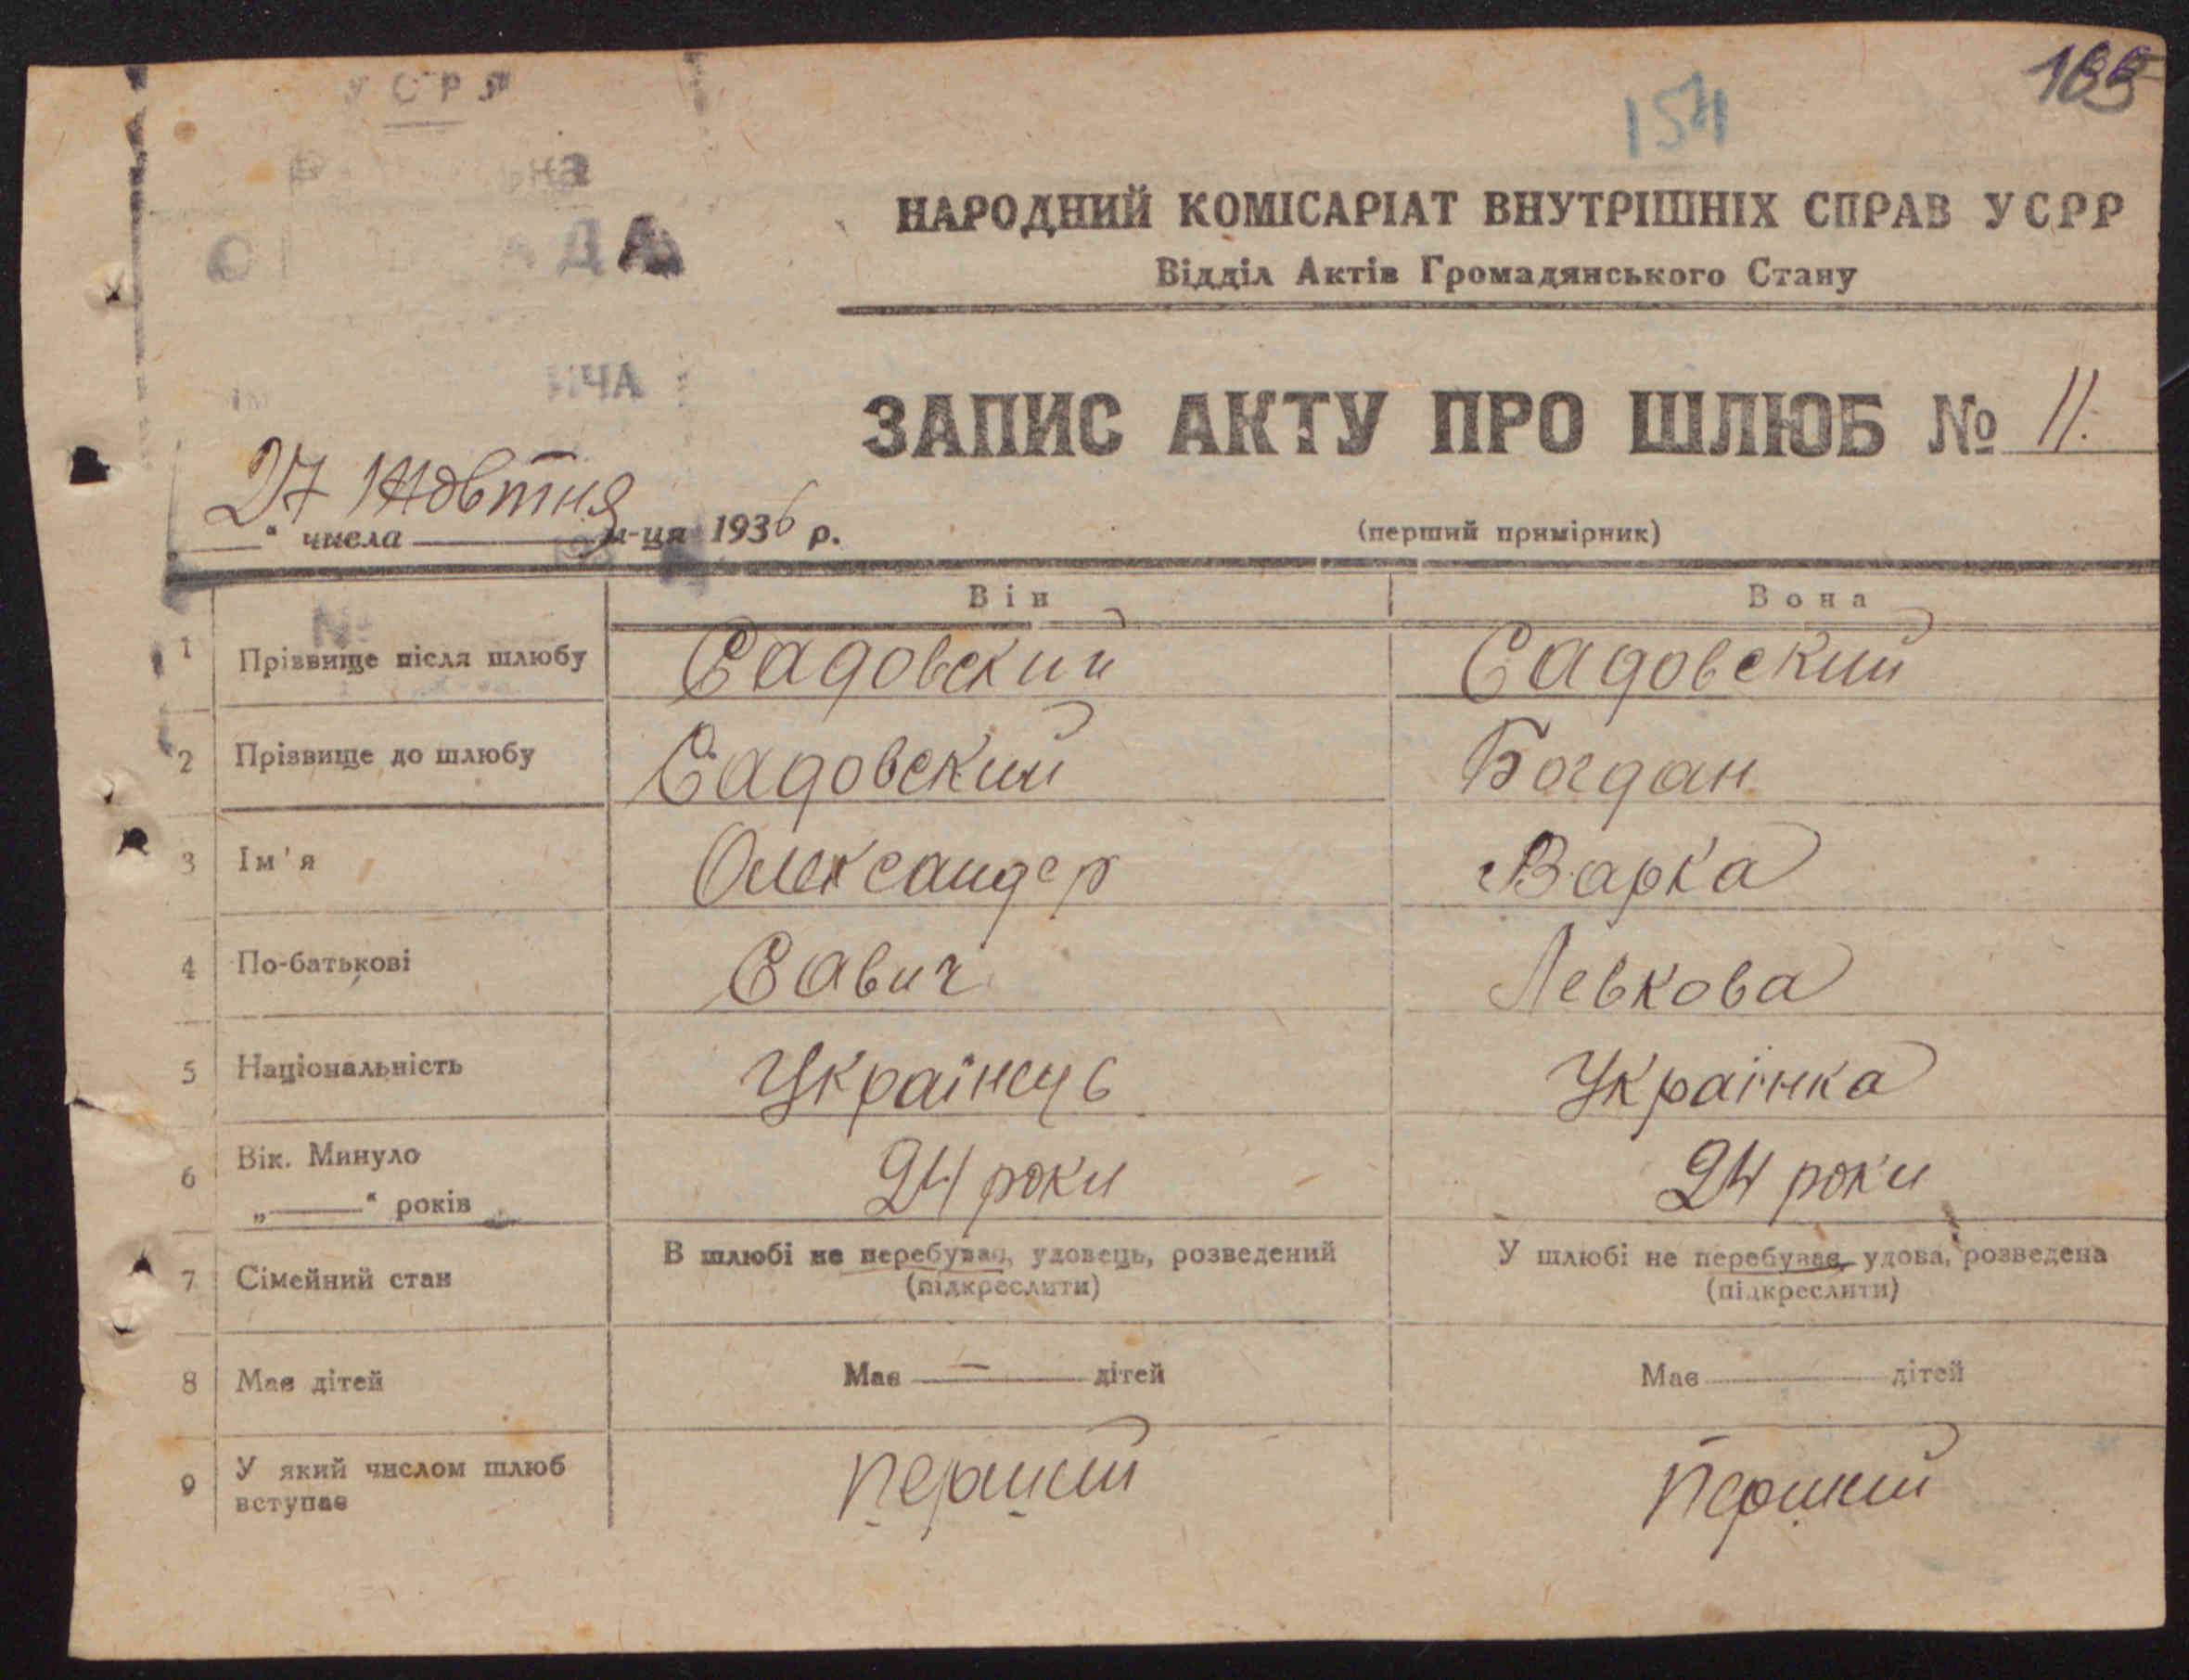 УСРР
154
НАРОДНИЙ КОМІСАРІАТ ВНУТРІШНІХ СПРАВ УСРР
Відділ Актів Громадянського Стану
ЗАПИС АКТУ ПРО ШЛЮБ № 11.
27 Жовтня
„ “ числа м-ця 1936 р.
(перший примірник)
Він Вона
1 Прізвище після шлюбу Садовский Садовский
2 Прізвище до шлюбу Садовский Богдан
3 Ім'я Олександер Варка
4 По-батькові Савич Левкова
5 Національність Українець Українка
6 Вік. Минуло
„ “ років 24 роки 24 роки
7 Сімейний стан В шлюбі не перебував, удовець, розведений У шлюбі не перебував, удова, розведена
(підкреслити) (підкреслити)
8 Має дітей Має — дітей Має дітей
9 У який числом шлюб
вступає перший перший